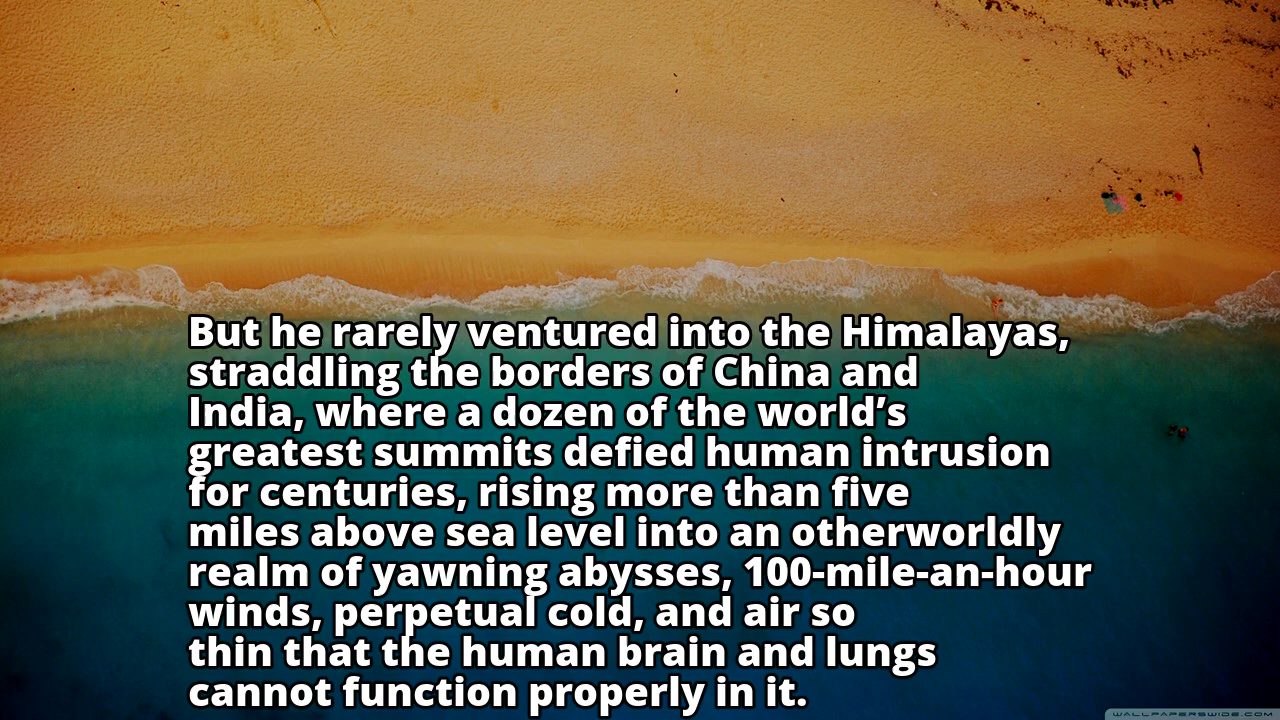 But he rarely ventured into the Himalayas,
straddling the borders of China and
India, where a dozen of the world’s
greatest summits defied human intrusion
for centuries, rising more than five
miles above sea level into an otherworldly
realm of yawning abysses, 100-mile-an-hour
winds, perpetual cold, and air so
thin that the human brain and lungs
cannot function properly in it.
WALLPAPERSWIDE.COM